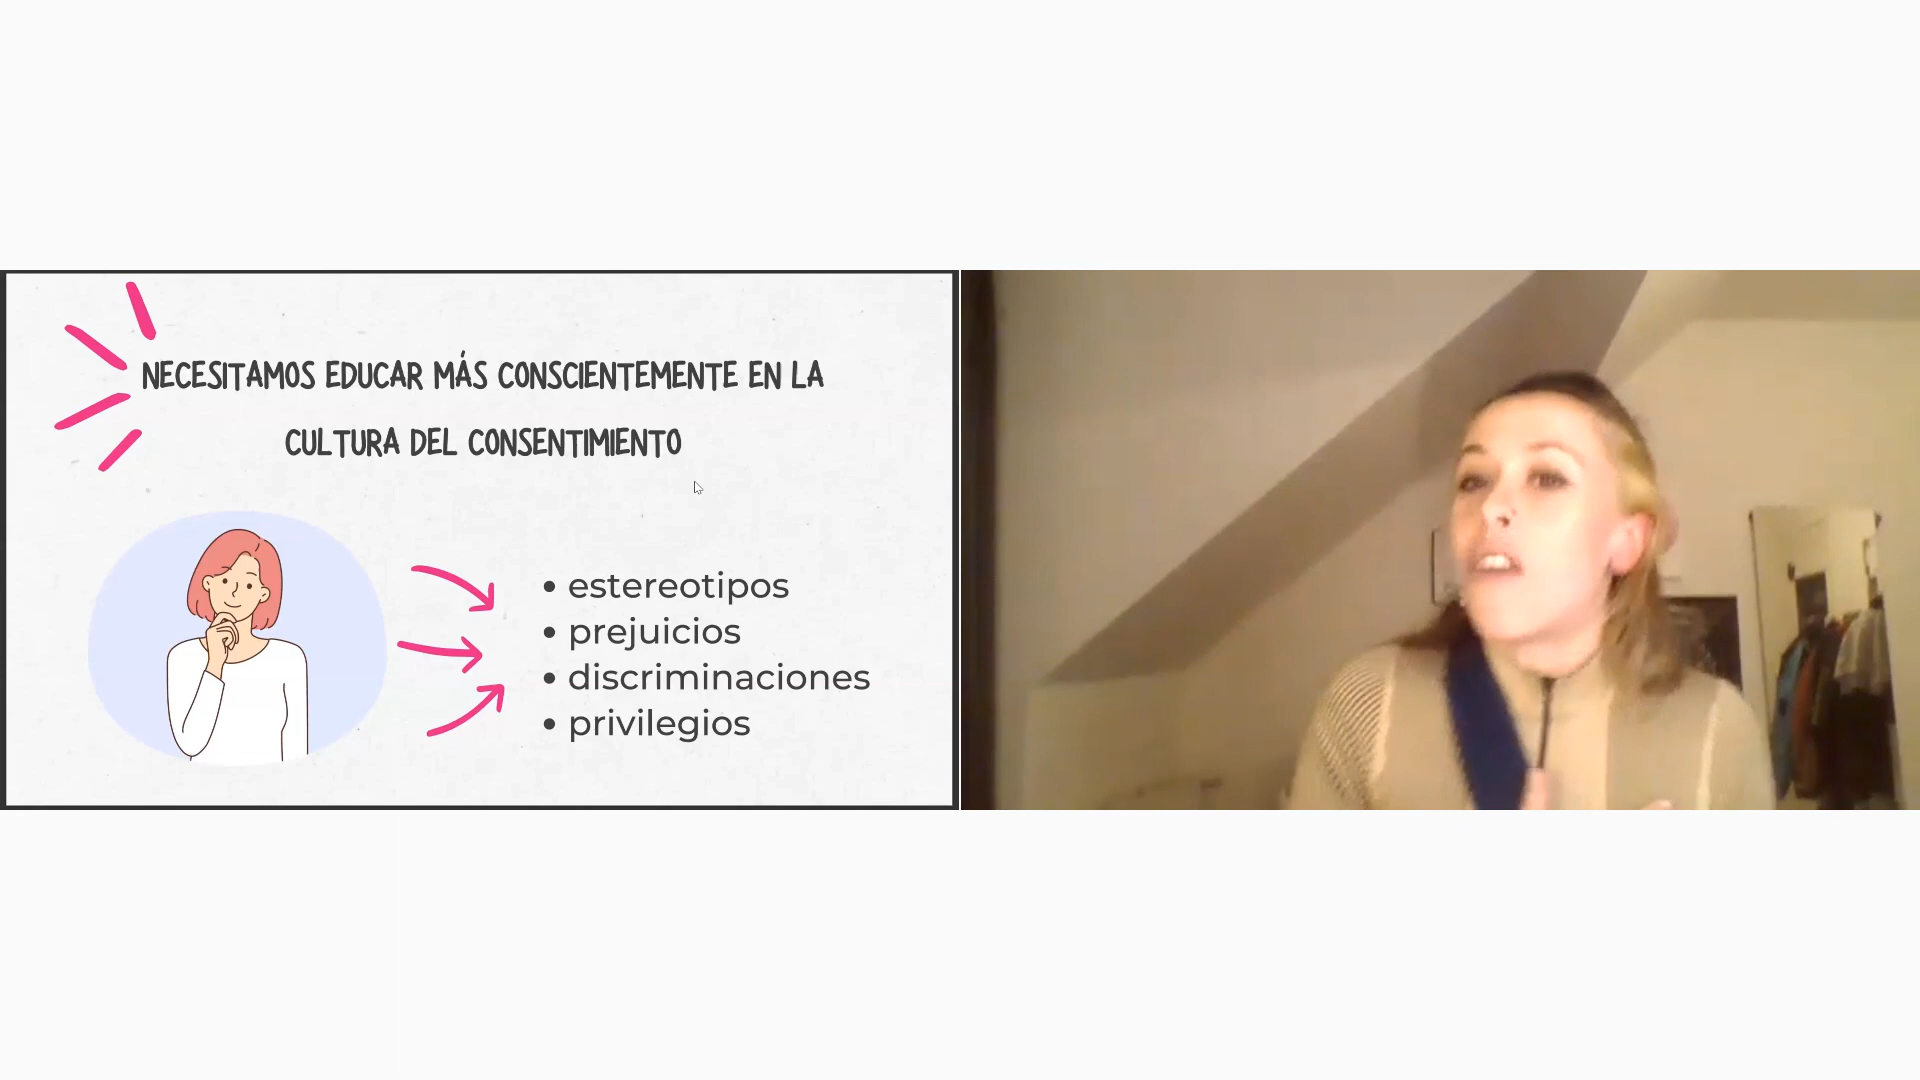 NECESITAMOS EDUCAR MÁS CONSCIENTEMENTE EN LA
CULTURA DEL CONSENTIMIENTO
• estereotipos
• prejuicios
• discriminaciones
• privilegios